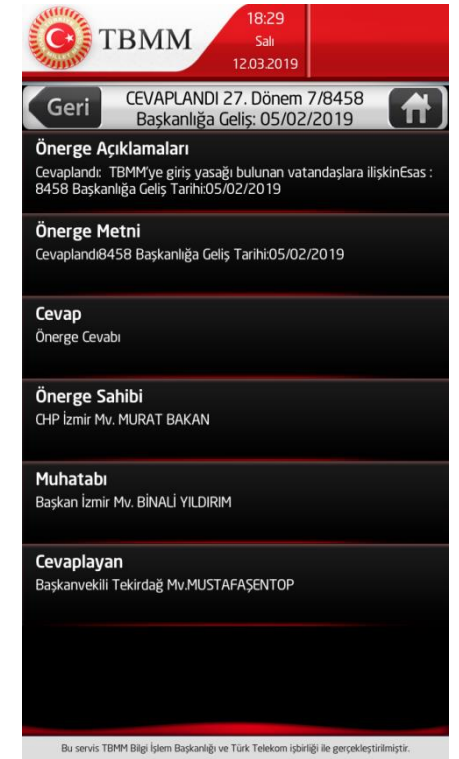 TBMM
18:29
Salı
12.03.2019
Geri
CEVAPLANDI 27. Dönem 7/8458
Başkanlığa Geliş: 05/02/2019
Önerge Açıklamaları
Cevaplandı: TBMM'ye giriş yasağı bulunan vatandaşlara ilişkinEsas :
8458 Başkanlığa Geliş Tarihi:05/02/2019
Önerge Metni
Cevaplandı8458 Başkanlığa Geliş Tarihi:05/02/2019
Cevap
Önerge Cevabı
Önerge Sahibi
CHP İzmir Mv. MURAT BAKAN
Muhatabı
Başkan İzmir Mv. BİNALİ YILDIRIM
Cevaplayan
Başkanvekili Tekirdağ Mv.MUSTAFAŞENTOP
Bu servis TBMM Bilgi İşlem Başkanlığı ve Türk Telekom işbirliği ile gerçekleştirilmiştir.